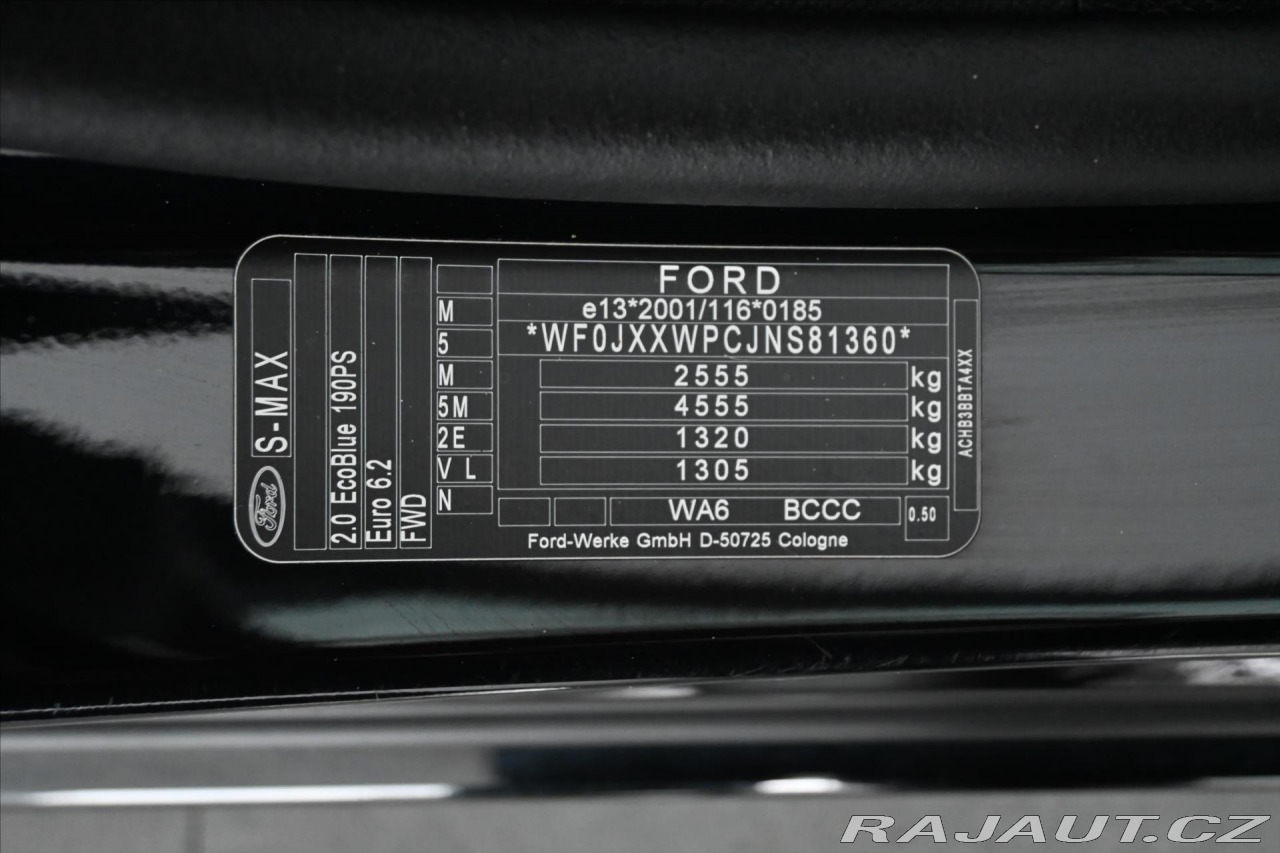 Ford
S-MAX
2.0 EcoBlue 190PS
Euro 6.2
FWD
M
5
M
5M
2E
V L
N
FORD
e13*2001/116*0185
*WF0JXXWPCJNS81360*
2555 kg
4555 kg
1320 kg
1305 kg
WA6 BCCC 0.50
Ford-Werke GmbH D-50725 Cologne
ACHB3BBTA4XX
RAJAUT.CZ